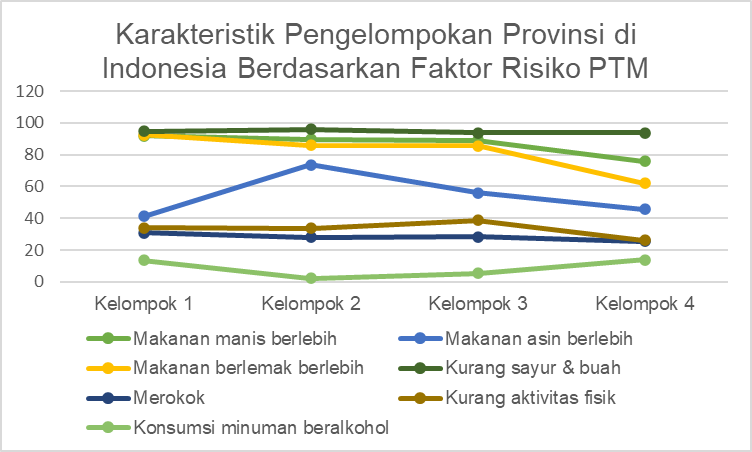 Karakteristik Pengelompokan Provinsi di
Indonesia Berdasarkan Faktor Risiko PTM
120
100
80
60
40
20
0
Kelompok 1 Kelompok 2 Kelompok 3 Kelompok 4
Makanan manis berlebih Makanan asin berlebih
Makanan berlemak berlebih Kurang sayur & buah
Merokok Kurang aktivitas fisik
Konsumsi minuman beralkohol